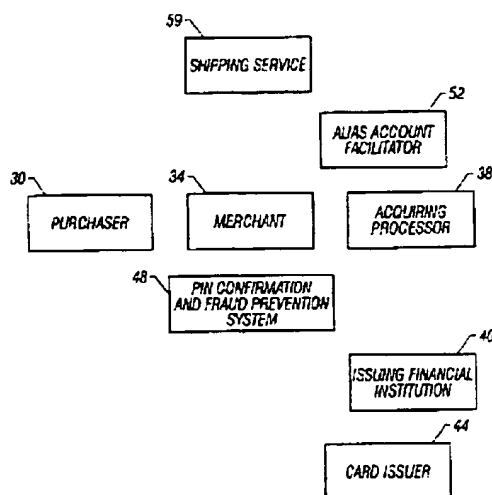 59
SHIPPING SERVICE
52
ALIAS ACCOUNT
FACILITATOR
30
PURCHASER
34
MERCHANT
38
ACQUIRING
PROCESSOR
48
PIN CONFIRMATION
AND FRAUD PREVENTION
SYSTEM
40
ISSUING FINANCIAL
INSTITUTION
44
CARD ISSUER